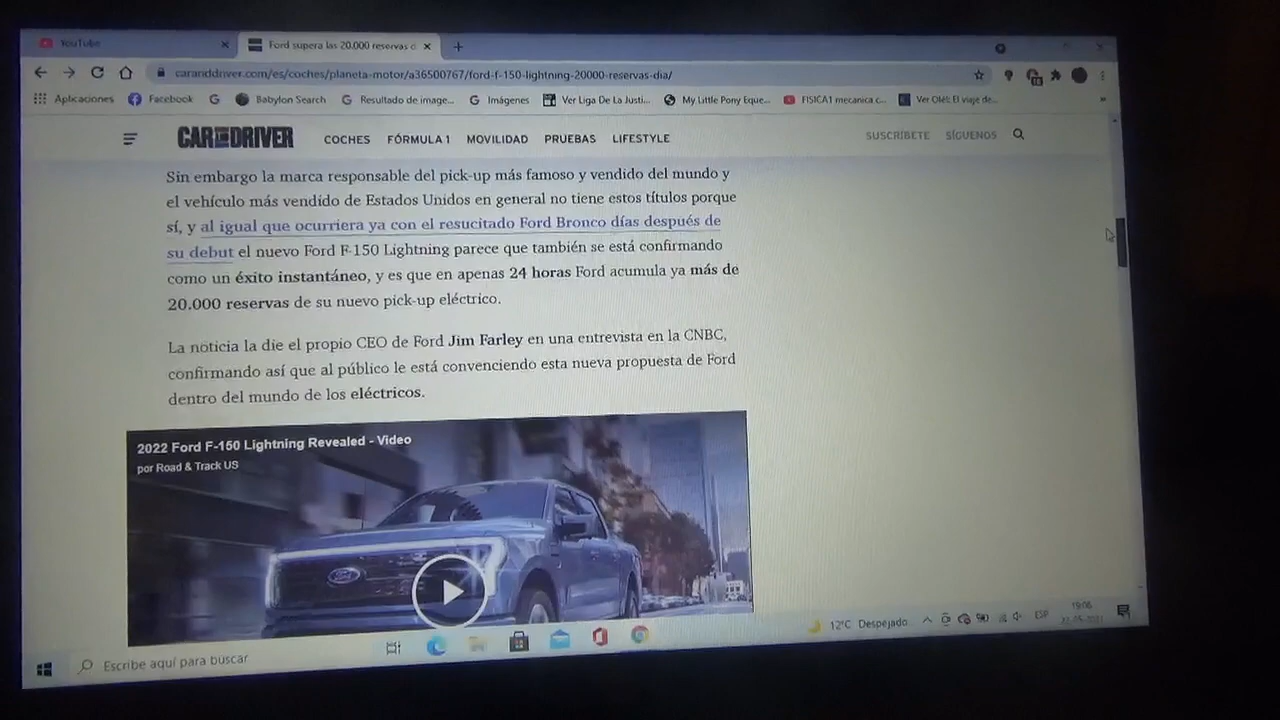 YouTube
Ford supera las 20.000 reservas d
caranddriver.com/es/coches/planeta-motor/a36500767/ford-f-150-lightning-20000-reservas-dia/
Aplicaciones Facebook Babylon Search Resultado de image... Imágenes Ver Liga De La Justi... My Little Pony Eque... FISICA1 mecanica c... Ver Olé!: El viaje de...
CAR AND DRIVER COCHES FÓRMULA 1 MOVILIDAD PRUEBAS LIFESTYLE SUSCRÍBETE SÍGUENOS
Sin embargo la marca responsable del pick-up más famoso y vendido del mundo y
el vehículo más vendido de Estados Unidos en general no tiene estos títulos porque
sí, y al igual que ocurriera ya con el resucitado Ford Bronco días después de
su debut el nuevo Ford F-150 Lightning parece que también se está confirmando
como un éxito instantáneo, y es que en apenas 24 horas Ford acumula ya más de
20.000 reservas de su nuevo pick-up eléctrico.
La noticia la die el propio CEO de Ford Jim Farley en una entrevista en la CNBC,
confirmando así que al público le está convenciendo esta nueva propuesta de Ford
dentro del mundo de los eléctricos.
2022 Ford F-150 Lightning Revealed - Video
por Road & Track US
Ford
Escribe aquí para buscar
12°C Despejado... ESP 19:06